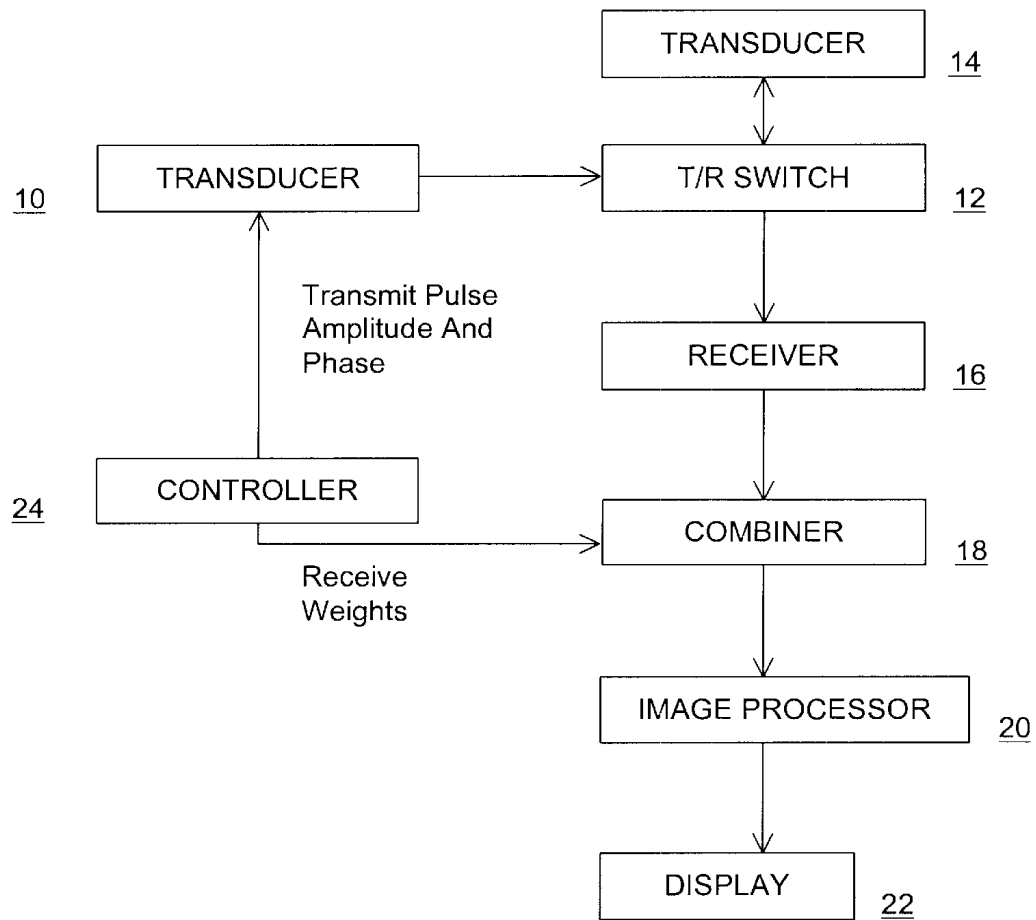 TRANSDUCER
14
TRANSDUCER
10
T/R SWITCH
12
Transmit Pulse
Amplitude And
Phase
RECEIVER
16
CONTROLLER
24
COMBINER
18
Receive
Weights
IMAGE PROCESSOR
20
DISPLAY
22